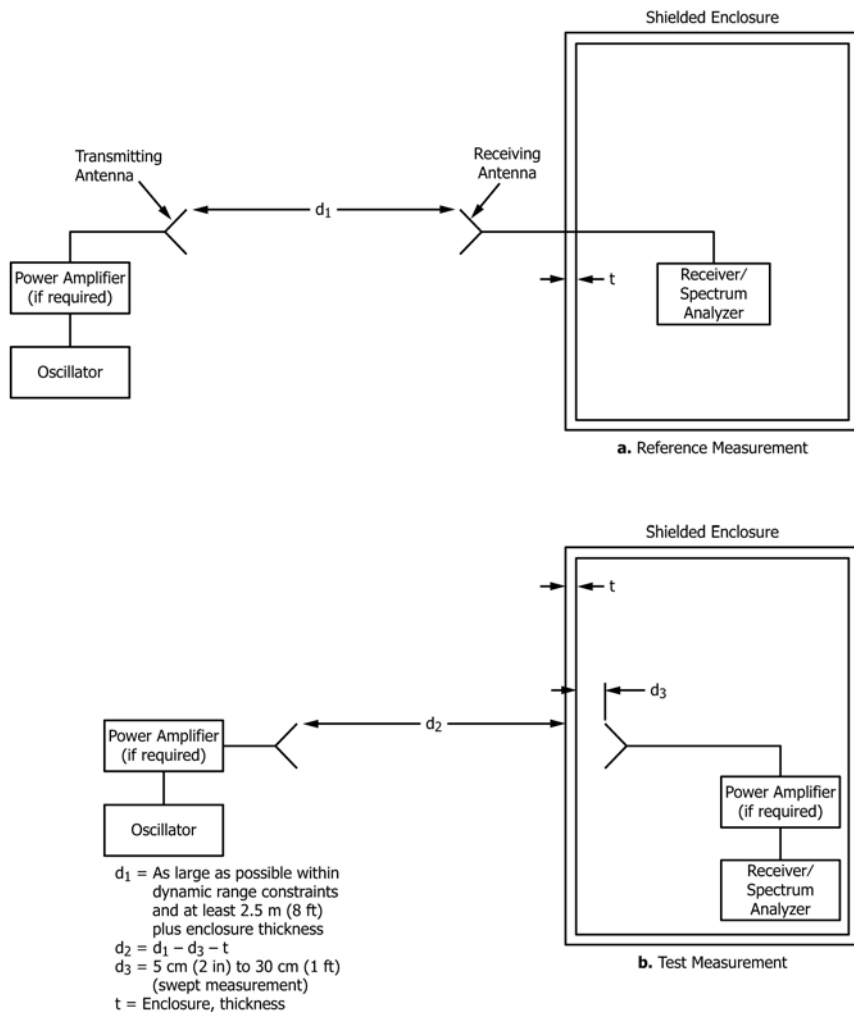 Shielded Enclosure
Transmitting
Antenna
Receiving
Antenna
d₁
Power Amplifier
(if required)
Oscillator
t
Receiver/
Spectrum
Analyzer
a. Reference Measurement
Shielded Enclosure
t
d₃
d₂
Power Amplifier
(if required)
Oscillator
Power Amplifier
(if required)
Receiver/
Spectrum
Analyzer
d₁ = As large as possible within
dynamic range constraints
and at least 2.5 m (8 ft)
plus enclosure thickness
d₂ = d₁ – d₃ – t
d₃ = 5 cm (2 in) to 30 cm (1 ft)
(swept measurement)
t = Enclosure, thickness
b. Test Measurement